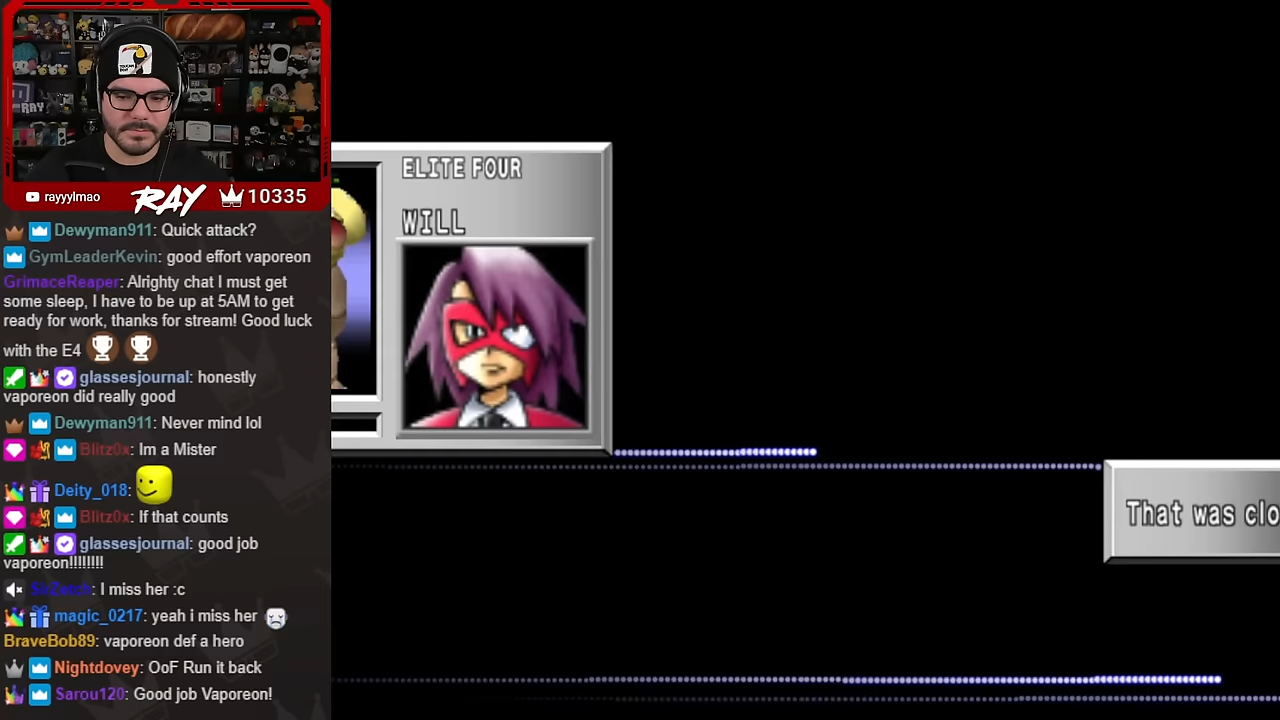 rayyylmao RAY 10335
Dewyman911: Quick attack?
GymLeaderKevin: good effort vaporeon
GrimaceReaper: Alrighty chat I must get
some sleep, I have to be up at 5AM to get
ready for work, thanks for stream! Good luck
with the E4
glassesjournal: honestly
vaporeon did really good
Dewyman911: Never mind lol
Blitz0x: Im a Mister
Deity_018:
Blitz0x: If that counts
glassesjournal: good job
vaporeon!!!!!!!!
I miss her :c
magic_0217: yeah i miss her
BraveBob89: vaporeon def a hero
Nightdovey: OoF Run it back
Sarou120: Good job Vaporeon!
ELITE FOUR
WILL
That was clo